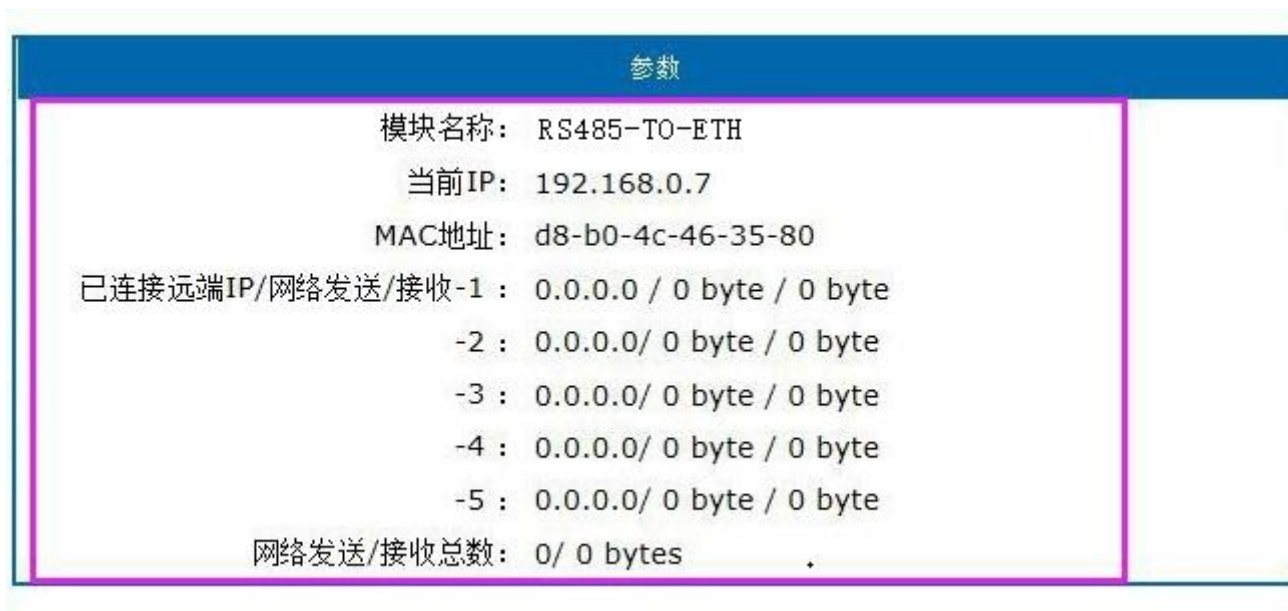 参数
模块名称： RS485-TO-ETH
当前IP： 192.168.0.7
MAC地址： d8-b0-4c-46-35-80
已连接远端IP/网络发送/接收-1： 0.0.0.0 / 0 byte / 0 byte
-2： 0.0.0.0/ 0 byte / 0 byte
-3： 0.0.0.0/ 0 byte / 0 byte
-4： 0.0.0.0/ 0 byte / 0 byte
-5： 0.0.0.0/ 0 byte / 0 byte
网络发送/接收总数： 0/ 0 bytes